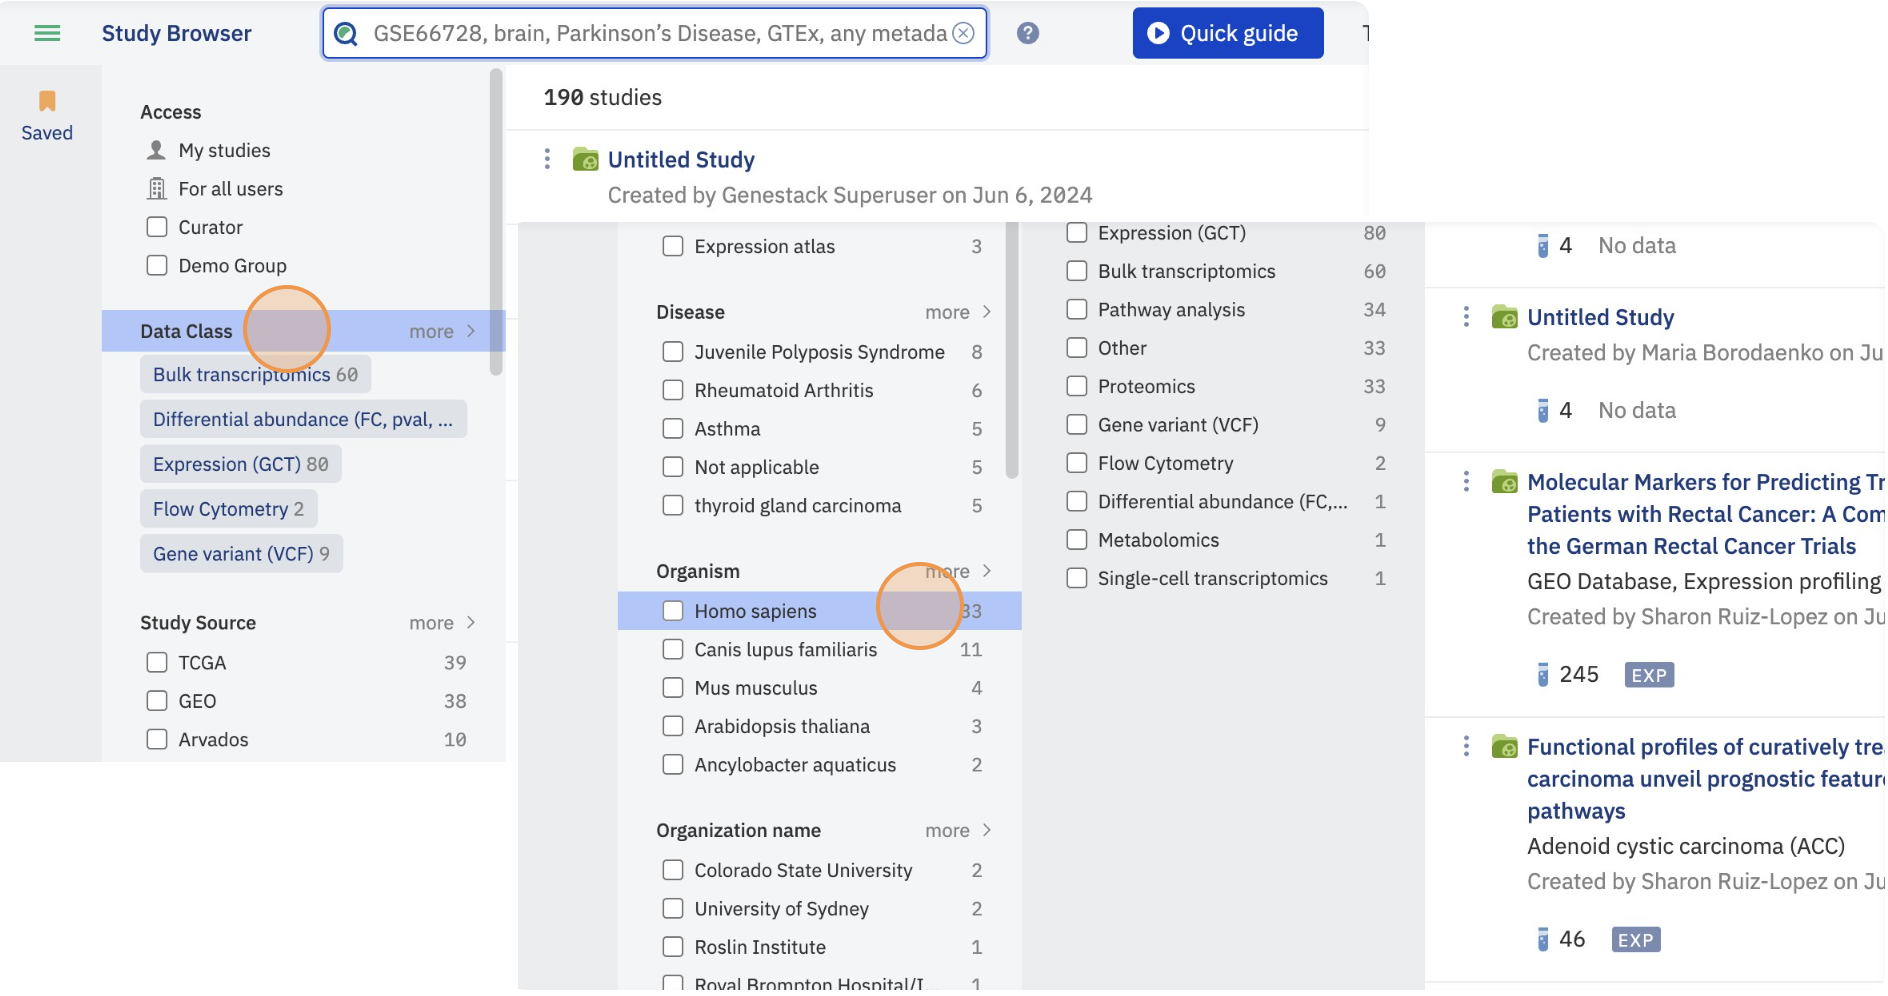 Study Browser
GSE66728, brain, Parkinson's Disease, GTEx, any metada
?
Quick guide
Saved
Access
My studies
For all users
Curator
Demo Group
Data Class more
Bulk transcriptomics 60
Differential abundance (FC, pval, ...
Expression (GCT) 80
Flow Cytometry 2
Gene variant (VCF) 9
Study Source more
TCGA 39
GEO 38
Arvados 10
190 studies
Untitled Study
Created by Genestack Superuser on Jun 6, 2024
Expression atlas 3
Disease more
Juvenile Polyposis Syndrome 8
Rheumatoid Arthritis 6
Asthma 5
Not applicable 5
thyroid gland carcinoma 5
Organism more
Homo sapiens 33
Canis lupus familiaris 11
Mus musculus 4
Arabidopsis thaliana 3
Ancylobacter aquaticus 2
Organization name more
Colorado State University 2
University of Sydney 2
Roslin Institute 1
Royal Brompton Hospital/I... 1
Expression (GCT) 80
Bulk transcriptomics 60
Pathway analysis 34
Other 33
Proteomics 33
Gene variant (VCF) 9
Flow Cytometry 2
Differential abundance (FC,... 1
Metabolomics 1
Single-cell transcriptomics 1
4 No data
Untitled Study
Created by Maria Borodaenko on Ju
4 No data
Molecular Markers for Predicting Tr
Patients with Rectal Cancer: A Com
the German Rectal Cancer Trials
GEO Database, Expression profiling
Created by Sharon Ruiz-Lopez on Ju
245 EXP
Functional profiles of curatively tre
carcinoma unveil prognostic featur
pathways
Adenoid cystic carcinoma (ACC)
Created by Sharon Ruiz-Lopez on Ju
46 EXP